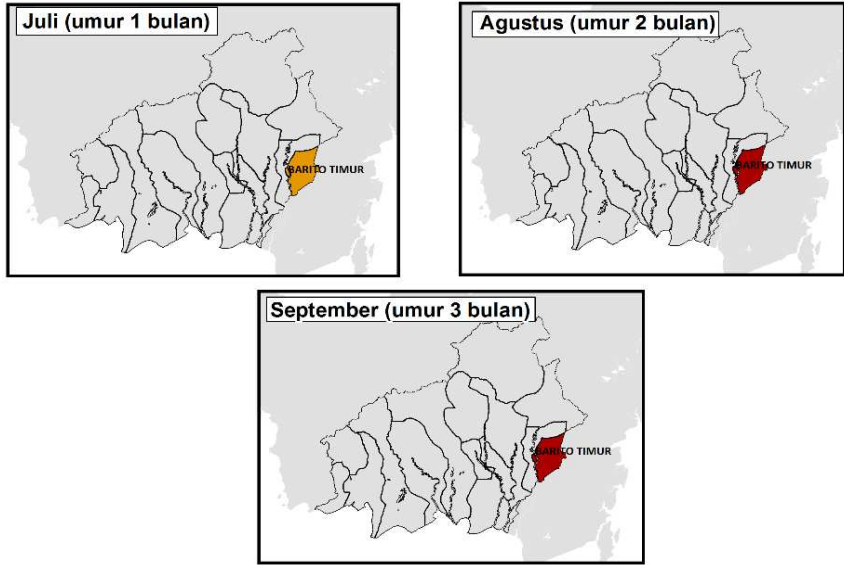 Juli (umur 1 bulan)
BARITO TIMUR
Agustus (umur 2 bulan)
BARITO TIMUR
September (umur 3 bulan)
BARITO TIMUR